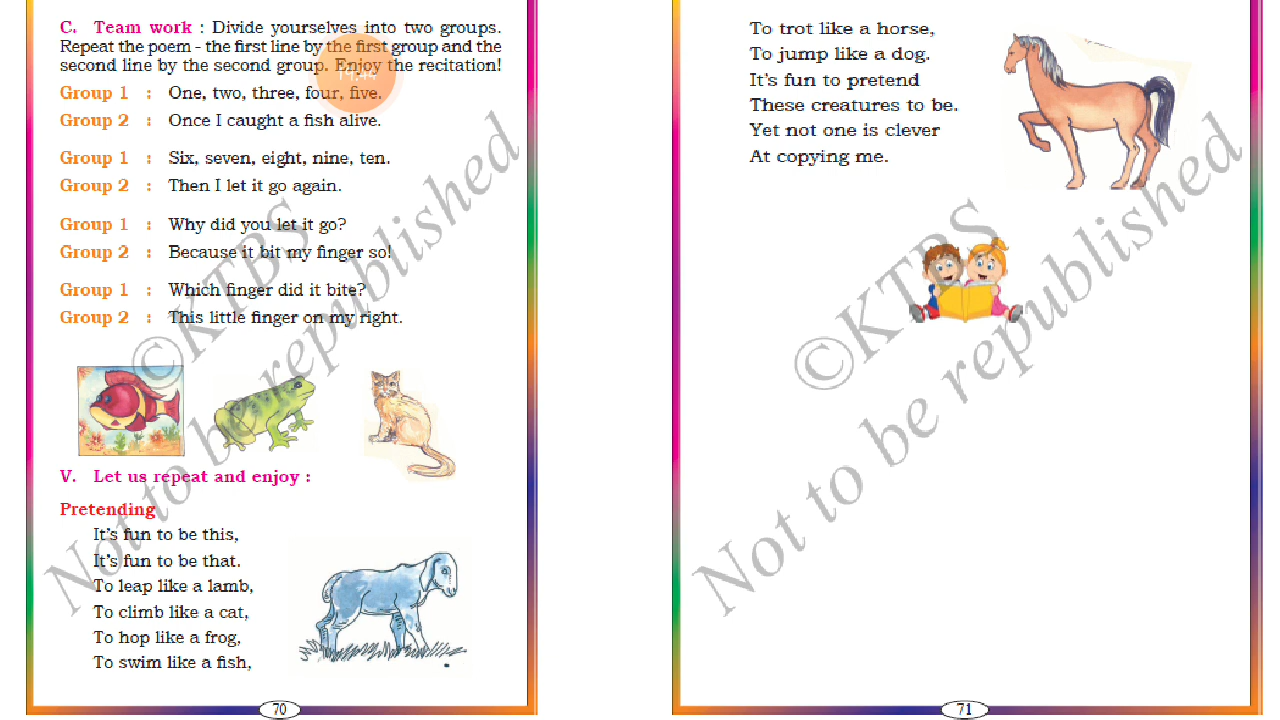 C. Team work : Divide yourselves into two groups.
Repeat the poem - the first line by the first group and the
second line by the second group. Enjoy the recitation!
19:44
Group 1 : One, two, three, four, five.
Group 2 : Once I caught a fish alive.
Group 1 : Six, seven, eight, nine, ten.
Group 2 : Then I let it go again.
Group 1 : Why did you let it go?
Group 2 : Because it bit my finger so!
Group 1 : Which finger did it bite?
Group 2 : This little finger on my right.
V. Let us repeat and enjoy :
Pretending
It's fun to be this,
It's fun to be that.
To leap like a lamb,
To climb like a cat,
To hop like a frog,
To swim like a fish,
70
©KTBS
Not to be republished
To trot like a horse,
To jump like a dog.
It's fun to pretend
These creatures to be.
Yet not one is clever
At copying me.
71
©KTBS
Not to be republished